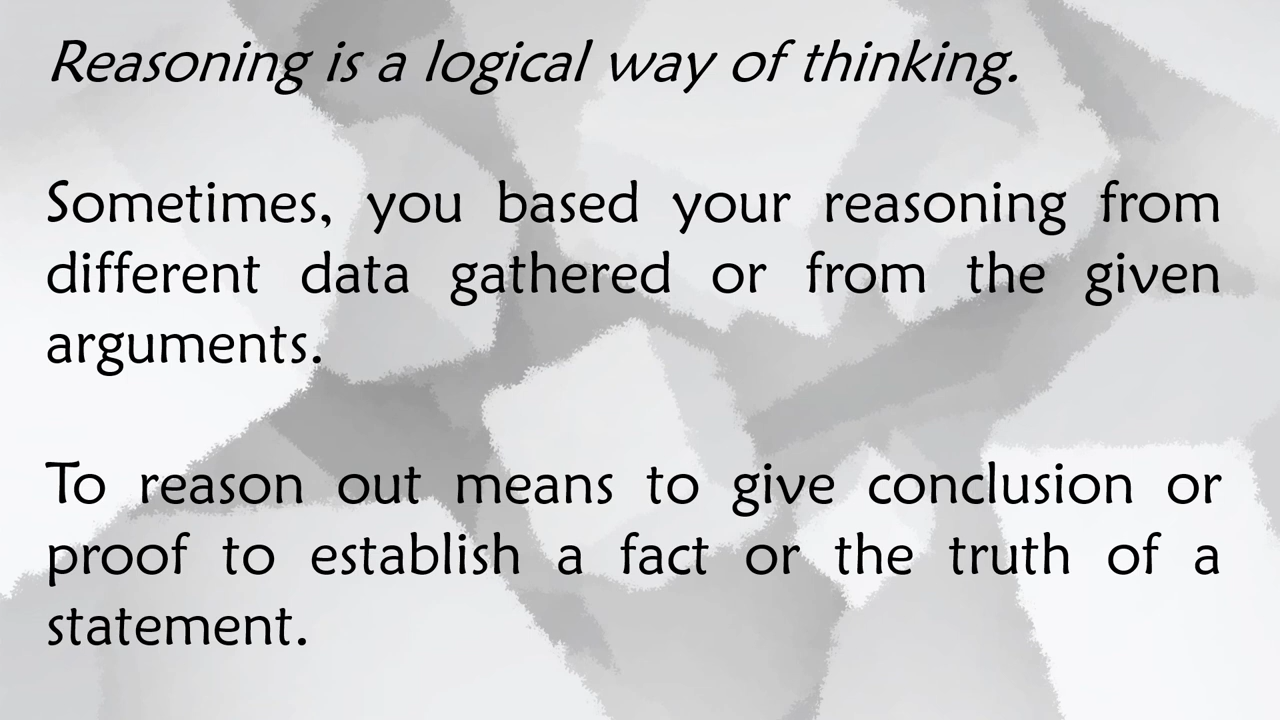 Reasoning is a logical way of thinking.
Sometimes, you based your reasoning from
different data gathered or from the given
arguments.
To reason out means to give conclusion or
proof to establish a fact or the truth of a
statement.